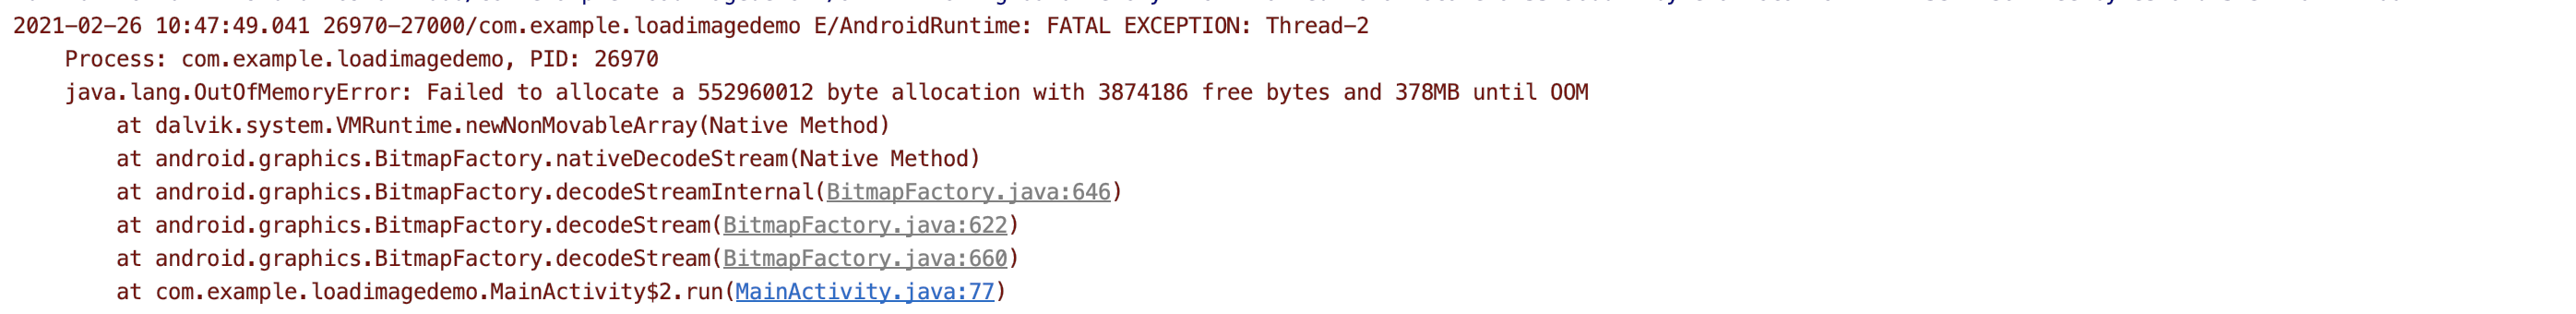 2021-02-26 10:47:49.041 26970-27000/com.example.loadimagedemo E/AndroidRuntime: FATAL EXCEPTION: Thread-2
    Process: com.example.loadimagedemo, PID: 26970
    java.lang.OutOfMemoryError: Failed to allocate a 552960012 byte allocation with 3874186 free bytes and 378MB until OOM
        at dalvik.system.VMRuntime.newNonMovableArray(Native Method)
        at android.graphics.BitmapFactory.nativeDecodeStream(Native Method)
        at android.graphics.BitmapFactory.decodeStreamInternal(BitmapFactory.java:646)
        at android.graphics.BitmapFactory.decodeStream(BitmapFactory.java:622)
        at android.graphics.BitmapFactory.decodeStream(BitmapFactory.java:660)
        at com.example.loadimagedemo.MainActivity$2.run(MainActivity.java:77)